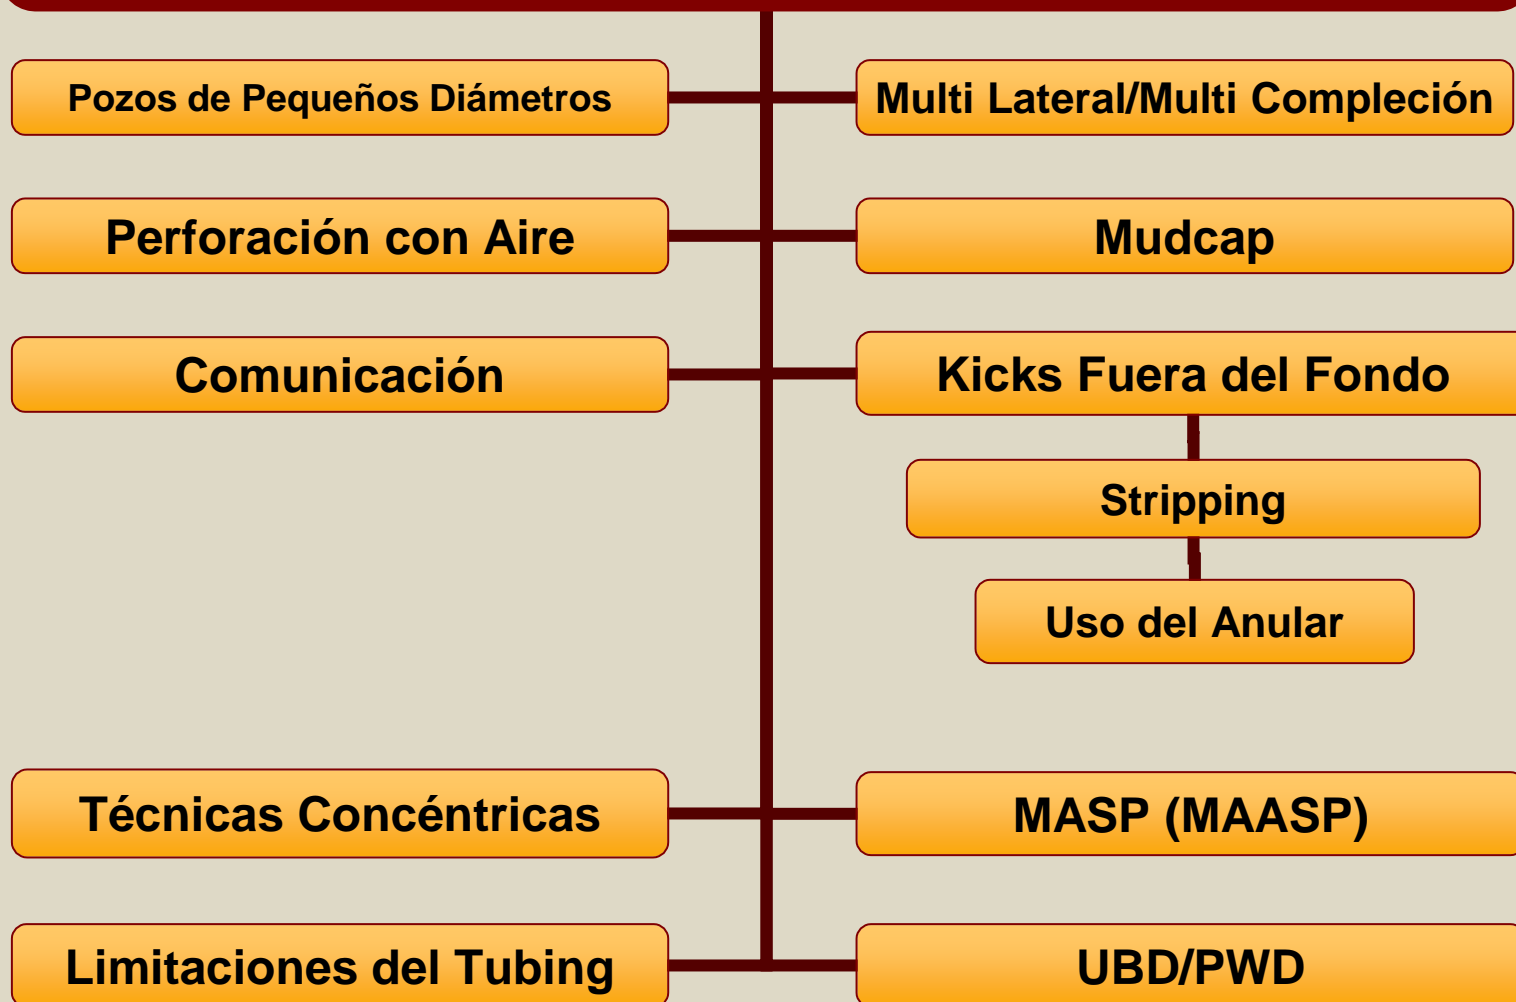 Pozos de Pequeños Diámetros
Multi Lateral/Multi Compleción
Perforación con Aire
Mudcap
Comunicación
Kicks Fuera del Fondo
Stripping
Uso del Anular
Técnicas Concéntricas
MASP (MAASP)
Limitaciones del Tubing
UBD/PWD